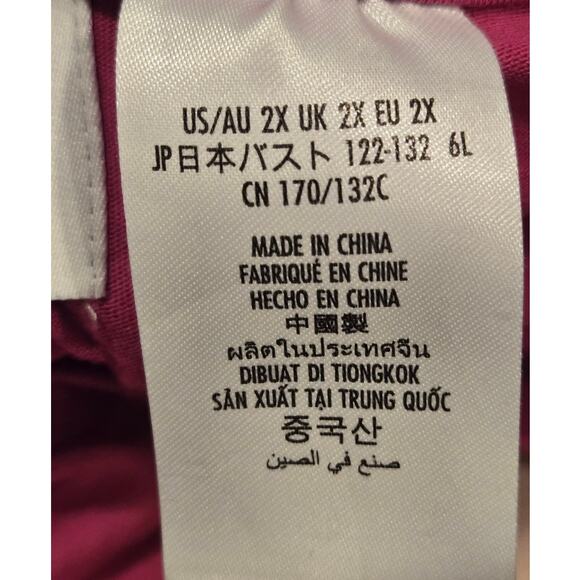 US/AU 2X UK 2X EU 2X
JP日本バスト 122-132 6L
CN 170/132C
MADE IN CHINA
FABRIQUÉ EN CHINE
HECHO EN CHINA
中國製
ผลิตในประเทศจีน
DIBUAT DI TIONGKOK
SẢN XUẤT TẠI TRUNG QUỐC
중국산
صنع في الصين